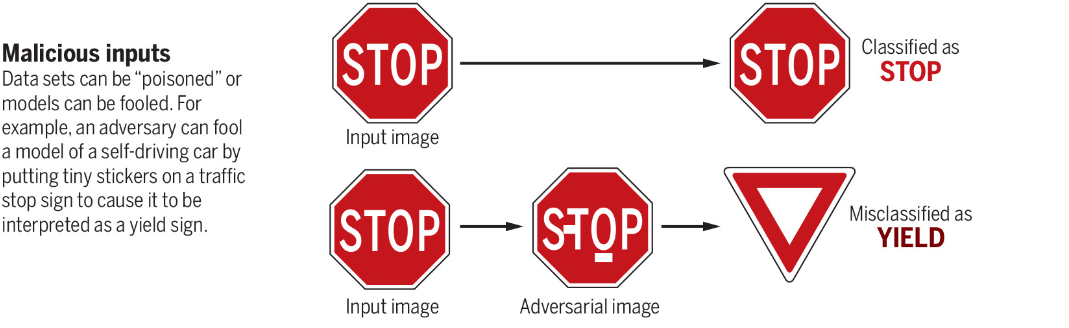 Malicious inputs
Data sets can be “poisoned” or
models can be fooled. For
example, an adversary can fool
a model of a self-driving car by
putting tiny stickers on a traffic
stop sign to cause it to be
interpreted as a yield sign.
STOP
Input image
STOP
Classified as
STOP
STOP
Input image
STOP
Adversarial image
Misclassified as
YIELD